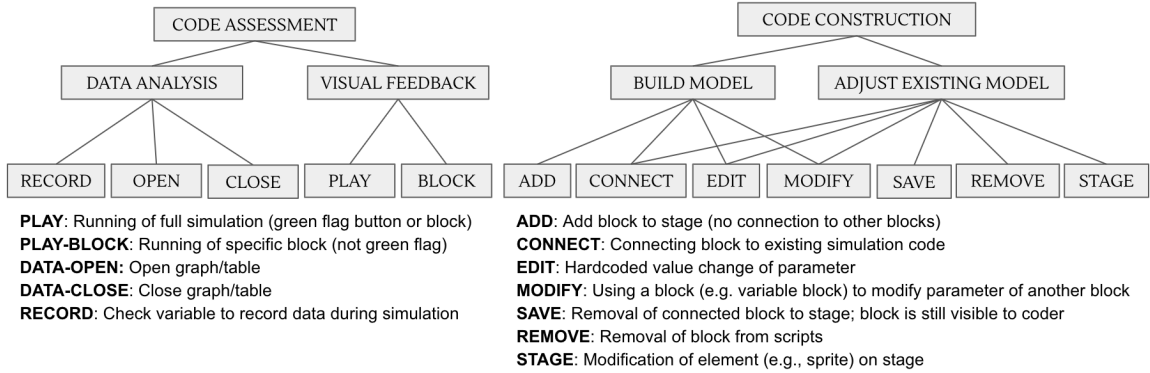 CODE ASSESSMENT
DATA ANALYSIS
VISUAL FEEDBACK
RECORD
OPEN
CLOSE
PLAY
BLOCK
PLAY: Running of full simulation (green flag button or block)
PLAY-BLOCK: Running of specific block (not green flag)
DATA-OPEN: Open graph/table
DATA-CLOSE: Close graph/table
RECORD: Check variable to record data during simulation
CODE CONSTRUCTION
BUILD MODEL
ADJUST EXISTING MODEL
ADD
CONNECT
EDIT
MODIFY
SAVE
REMOVE
STAGE
ADD: Add block to stage (no connection to other blocks)
CONNECT: Connecting block to existing simulation code
EDIT: Hardcoded value change of parameter
MODIFY: Using a block (e.g. variable block) to modify parameter of another block
SAVE: Removal of connected block to stage; block is still visible to coder
REMOVE: Removal of block from scripts
STAGE: Modification of element (e.g., sprite) on stage